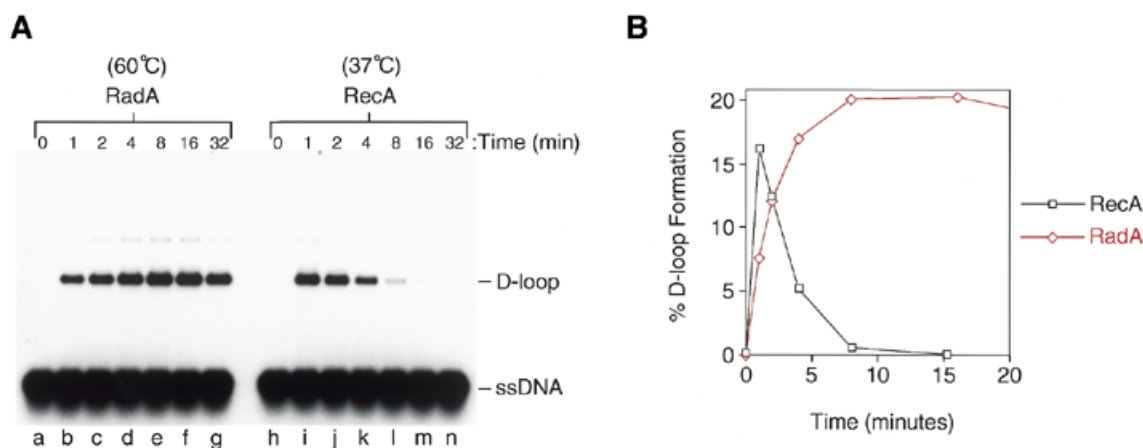 A
(60°C)
RadA
(37°C)
RecA
0 1 2 4 8 16 32 0 1 2 4 8 16 32 :Time (min)
D-loop
ssDNA
a b c d e f g h i j k l m n
B
% D-loop Formation
20
15
10
5
0
0 5 10 15 20
Time (minutes)
RecA
RadA